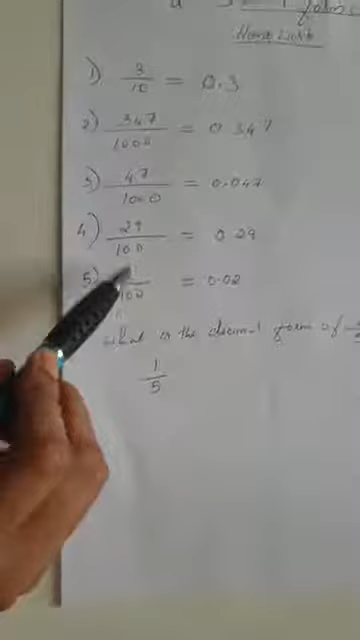 Home Work
1) 3/10 = 0.3
2) 347/1000 = 0.347
3) 47/1000 = 0.047
4) 29/100 = 0.29
5) /100 = 0.02
What is the decimal form of
1/5